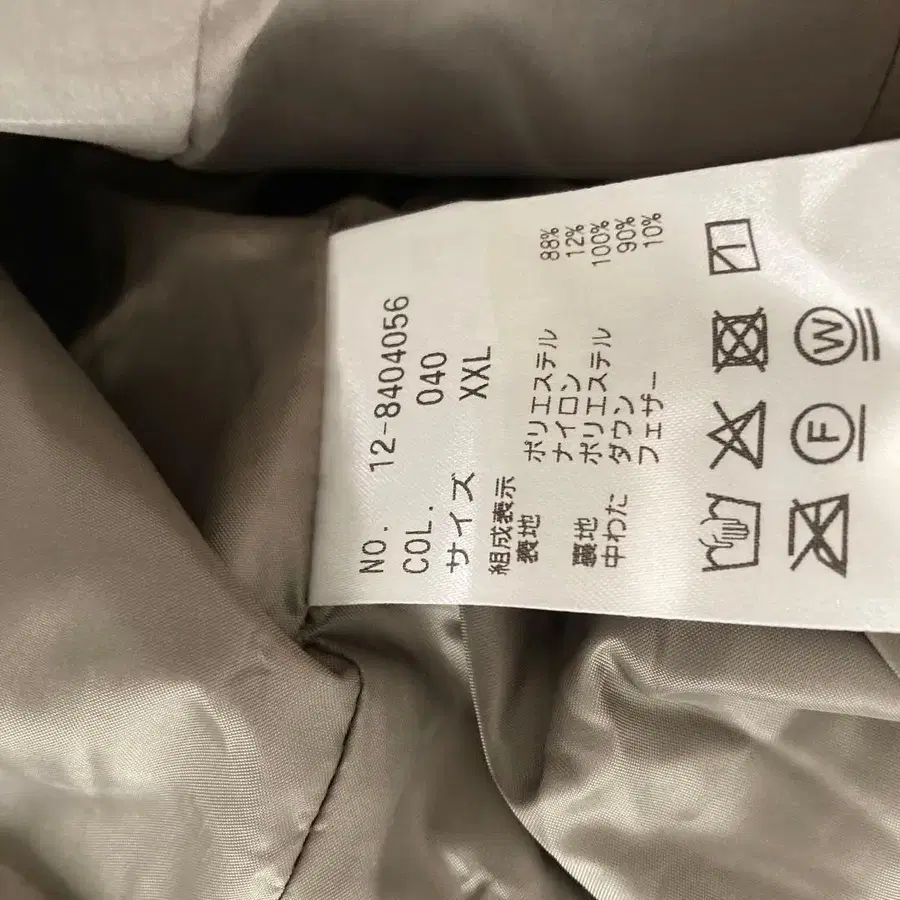 NO. 12-8404056
COL. 040
サイズ XXL
組成表示
表地 ポリエステル 88%
ナイロン 12%
裏地 ポリエステル 100%
中わた ダウン 90%
フェザー 10%
W
F